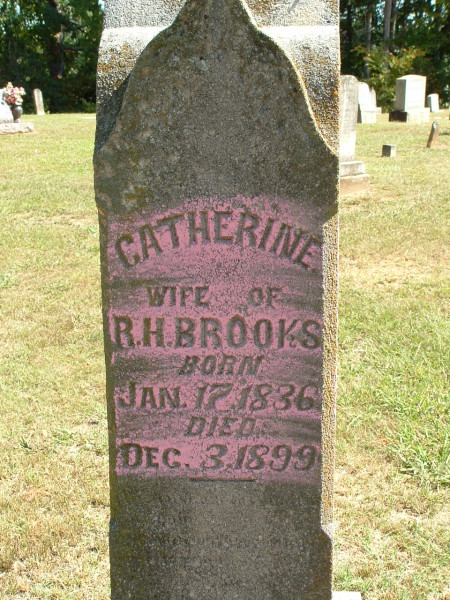 CATHERINE
WIFE OF
R.H. BROOKS
BORN
JAN. 17, 1836
DIED
DEC. 3, 1899